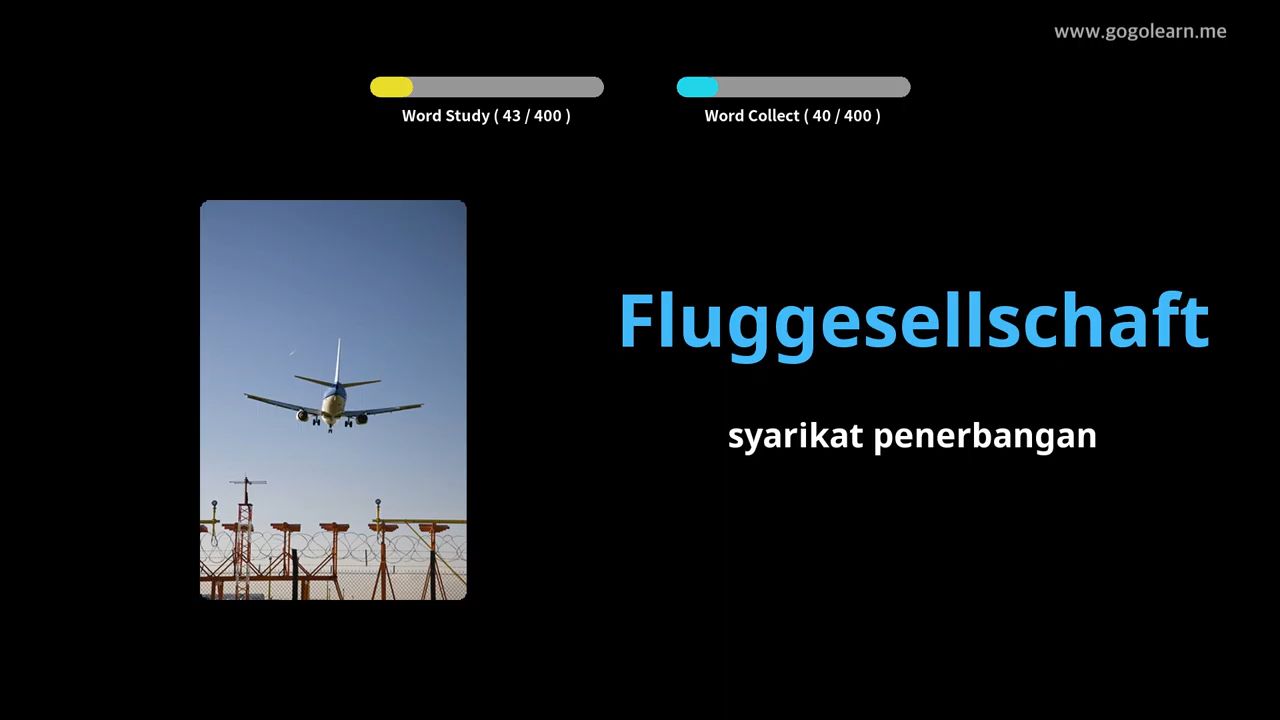 www.gogolearn.me
Word Study ( 43 / 400 )
Word Collect ( 40 / 400 )
Fluggesellschaft
syarikat penerbangan